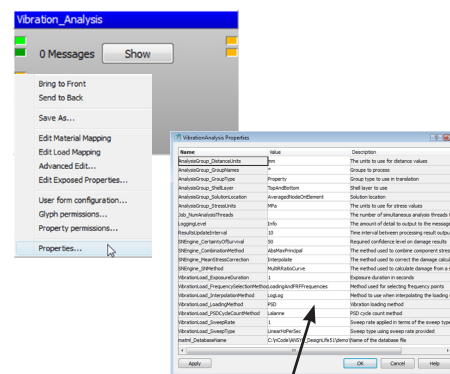 Vibration_Analysis
0 Messages Show
Bring to Front
Send to Back
Save As...
Edit Material Mapping
Edit Load Mapping
Advanced Edit...
Edit Exposed Properties...
User form configuration...
Glyph permissions...
Property permissions...
Properties...
VibrationAnalysis Properties
Name Value Description
AnalysisGroup_DistanceUnits mm The units to use for distance values
AnalysisGroup_GroupNames * Groups to process
AnalysisGroup_GroupType Property Group type to use in translation
AnalysisGroup_ShellLayer TopAndBottom Shell layer to use
AnalysisGroup_SolutionLocation AveragedNodeOnElement Solution location
AnalysisGroup_StressUnits MPa The units to use for stress values
Job_NumAnalysisThreads The number of simultaneous analysis threads
LoggingLevel Info The amount of detail to output to the messag
ResultsUpdateInterval 10 Time interval between processing result outpu
SNEngine_CertaintyOfSurvival 50 Required confidence level on damage results
SNEngine_CombinationMethod AbsMaxPrincipal The method used to combine component stres
SNEngine_MeanStressCorrection Interpolate The method used to correct the damage calcul
SNEngine_SNMethod MultiRRatioCurve The method used to calculate damage from a
VibrationLoad_ExposureDuration 1 Exposure duration in seconds
VibrationLoad_FrequencySelectionMethod LoadingAndFRFFrequencies Method used for selecting frequency points
VibrationLoad_InterpolationMethod LogLog Method to use when interpolating the loading
VibrationLoad_LoadingMethod PSD Vibration loading method
VibrationLoad_PSDCycleCountMethod Lalanne PSD cycle count method
VibrationLoad_SweepRate 1 Sweep rate applied in terms of the sweep type
VibrationLoad_SweepType LinearHzPerSec Sweep type using sweep rate provided
matml_DatabaseName Name of the database file
Apply OK Cancel Help